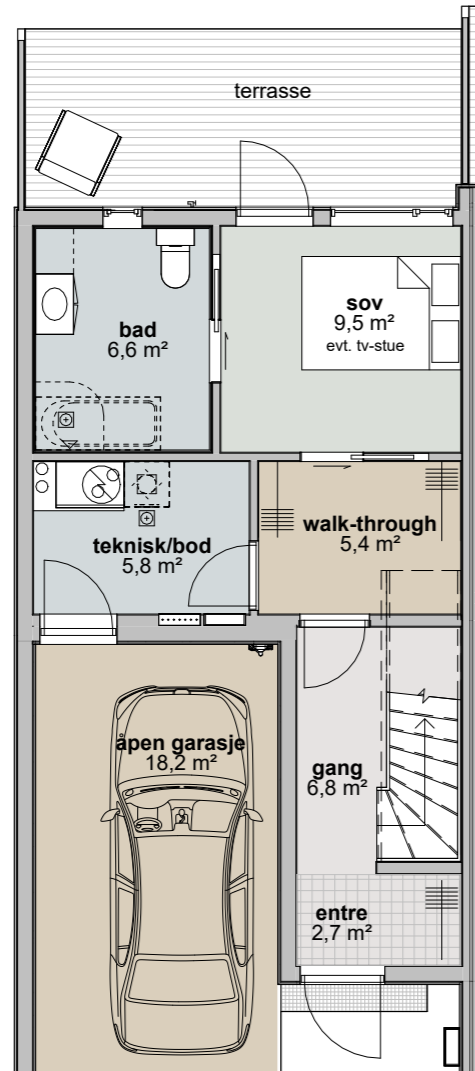 terrasse
bad
6,6 m²
sov
9,5 m²
evt. tv-stue
walk-through
5,4 m²
teknisk/bod
5,8 m²
åpen garasje
18,2 m²
gang
6,8 m²
entre
2,7 m²